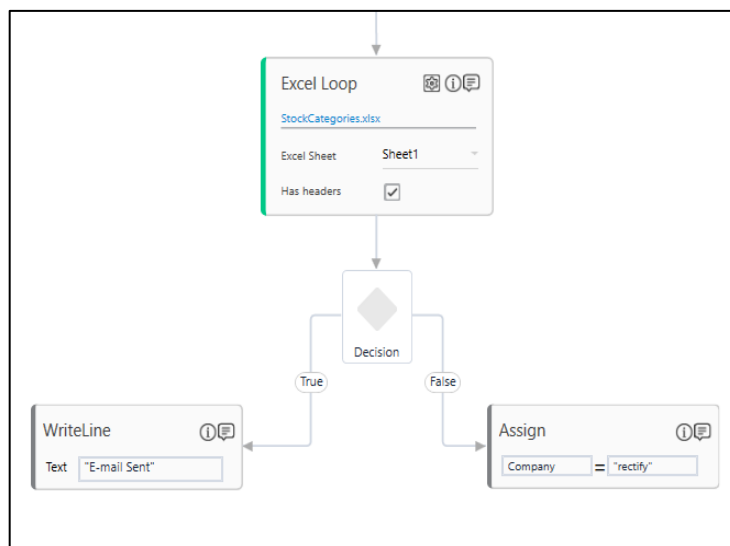 Excel Loop
StockCategories.xlsx
Excel Sheet Sheet1
Has headers
Decision
True False
WriteLine
Text "E-mail Sent"
Assign
Company = "rectify"